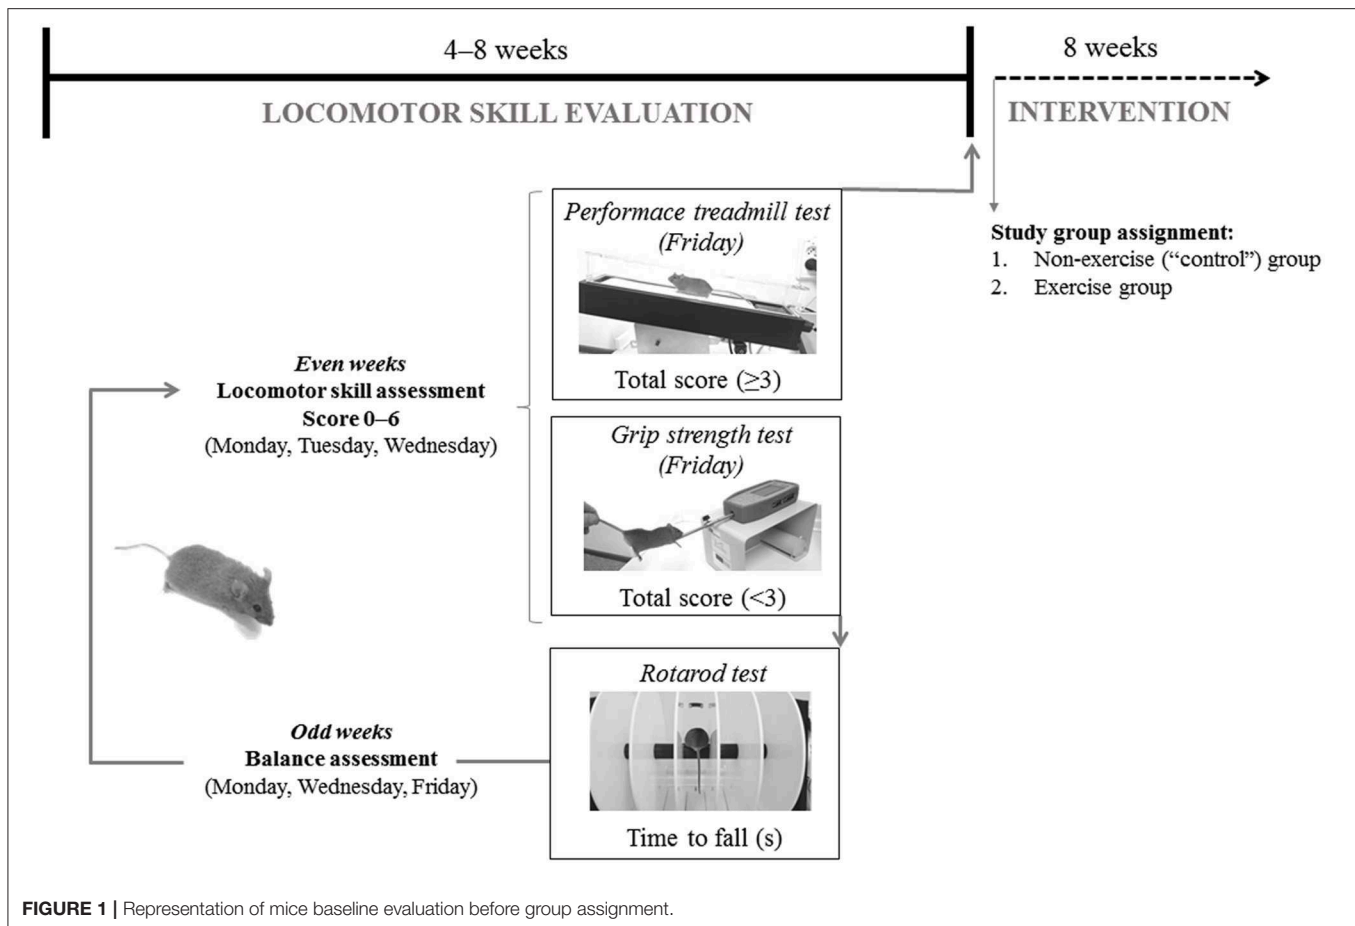 4–8 weeks
8 weeks
LOCOMOTOR SKILL EVALUATION
INTERVENTION
Performace treadmill test
(Friday)
Total score (≥3)
Study group assignment:
1. Non-exercise (“control”) group
2. Exercise group
Even weeks
Locomotor skill assessment
Score 0–6
(Monday, Tuesday, Wednesday)
Grip strength test
(Friday)
Total score (<3)
Rotarod test
Time to fall (s)
Odd weeks
Balance assessment
(Monday, Wednesday, Friday)
FIGURE 1 | Representation of mice baseline evaluation before group assignment.